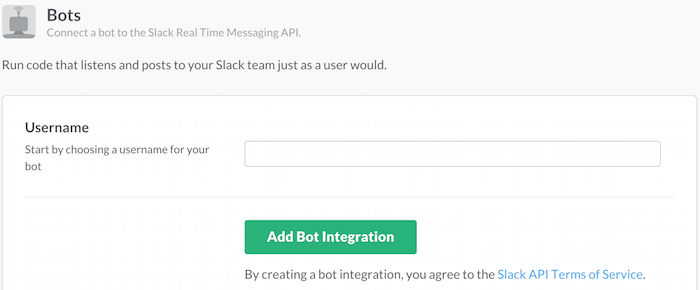 Bots
Connect a bot to the Slack Real Time Messaging API.
Run code that listens and posts to your Slack team just as a user would.
Username
Start by choosing a username for your
bot
Add Bot Integration
By creating a bot integration, you agree to the Slack API Terms of Service.